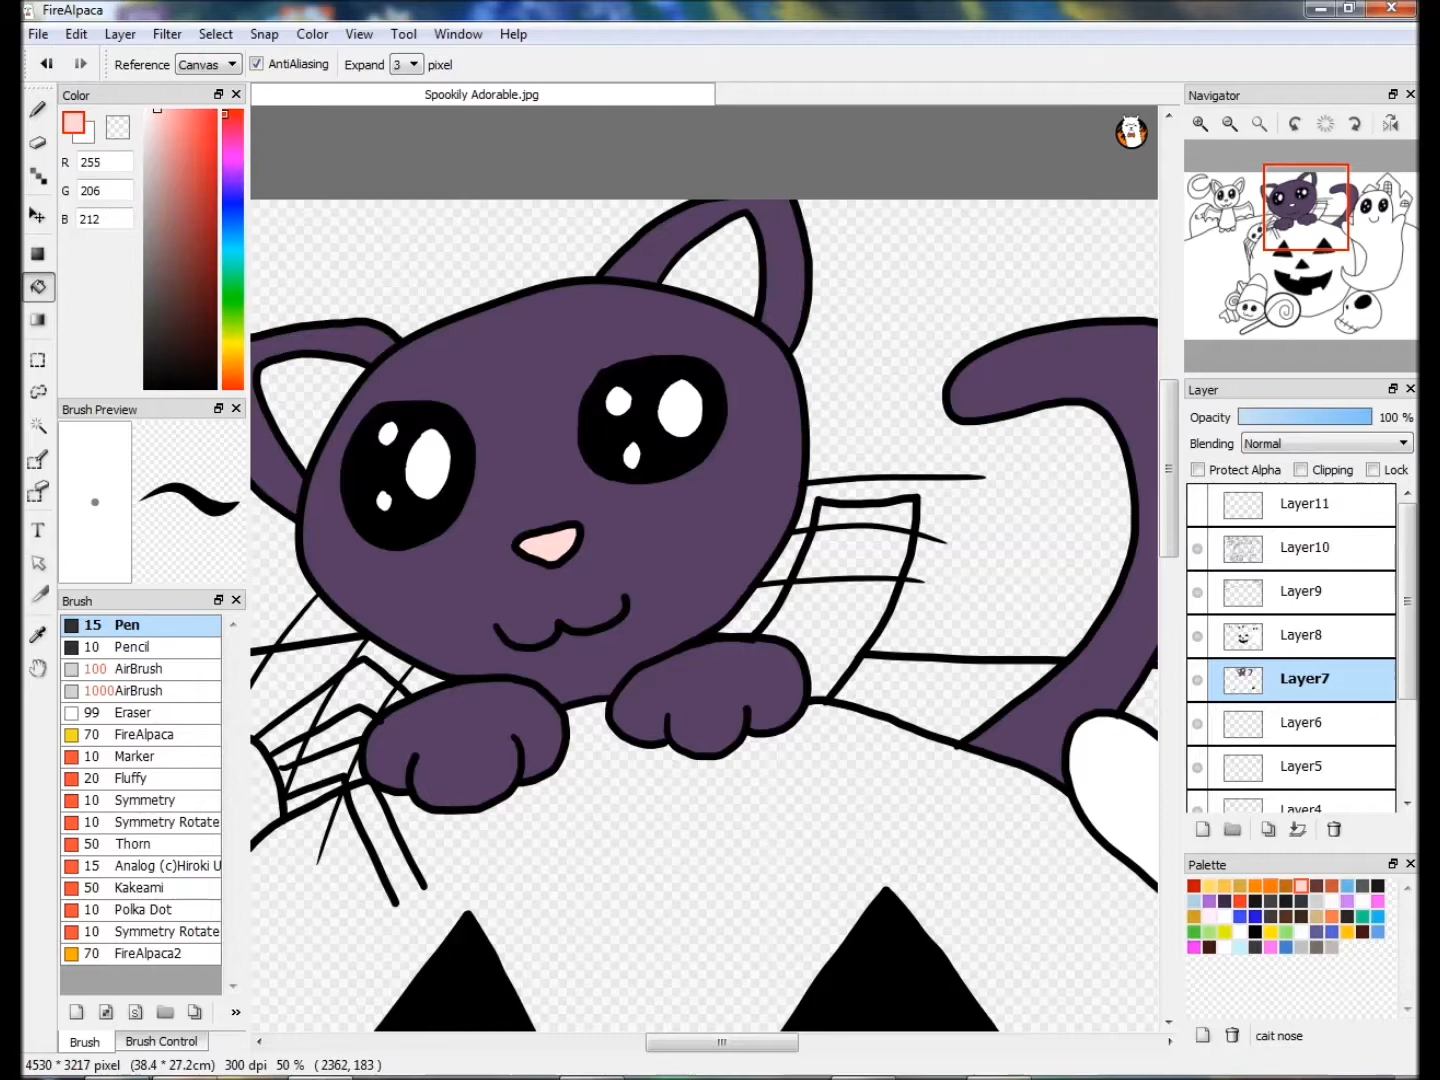 FireAlpaca
File Edit Layer Filter Select Snap Color View Tool Window Help
Reference Canvas AntiAliasing Expand 3 pixel
Color
R 255
G 206
B 212
Brush Preview
Brush
15 Pen
10 Pencil
100 AirBrush
1000 AirBrush
99 Eraser
70 FireAlpaca
10 Marker
20 Fluffy
10 Symmetry
10 Symmetry Rotate
50 Thorn
15 Analog (c)Hiroki U
50 Kakeami
10 Polka Dot
10 Symmetry Rotate
70 FireAlpaca2
S »
Brush Brush Control
Spookily Adorable.jpg
Navigator
Layer
Opacity 100 %
Blending Normal
Protect Alpha Clipping Lock
Layer11
Layer10
Layer9
Layer8
Layer7
Layer6
Layer5
Layer4
Palette
cait nose
4530 * 3217 pixel (38.4 * 27.2cm) 300 dpi 50 % ( 2362, 183 )